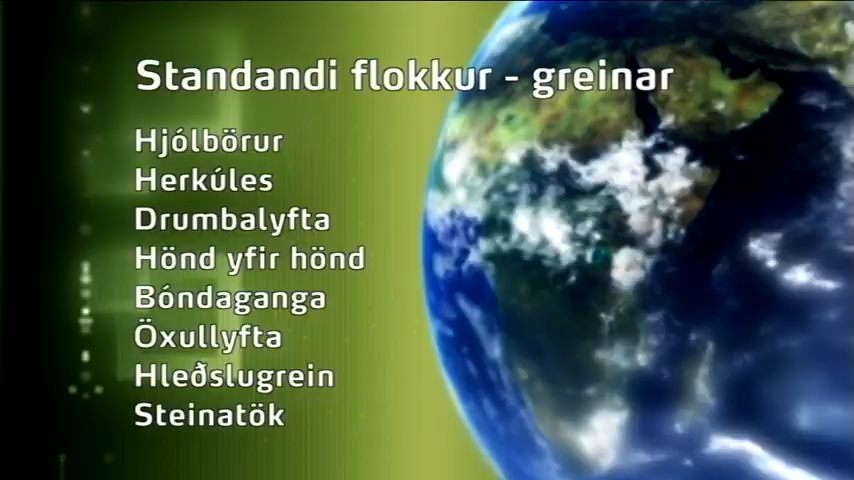 Standandi flokkur - greinar
Hjólbörur
Herkúles
Drumbalyfta
Hönd yfir hönd
Bóndaganga
Öxullyfta
Hleðslugrein
Steinatök